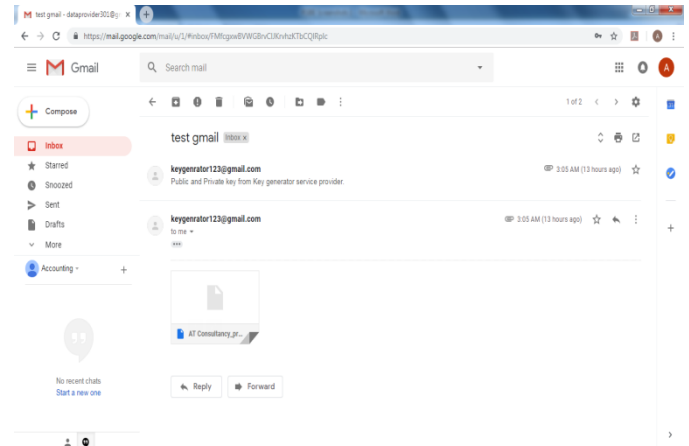 test gmail - dataprovider301@g
https://mail.google.com/mail/u/1/#inbox/FMfcgxwBVWGBrvClJKrvhzKTbCQlRplc
Gmail
Search mail
A
Compose
1 of 2
Inbox
Starred
Snoozed
Sent
Drafts
More
Accounting
test gmail Inbox x
keygenrator123@gmail.com 3:05 AM (13 hours ago)
Public and Private key from Key generator service provider.
keygenrator123@gmail.com 3:05 AM (13 hours ago)
to me
AT Consultancy_pr...
Reply Forward
No recent chats
Start a new one